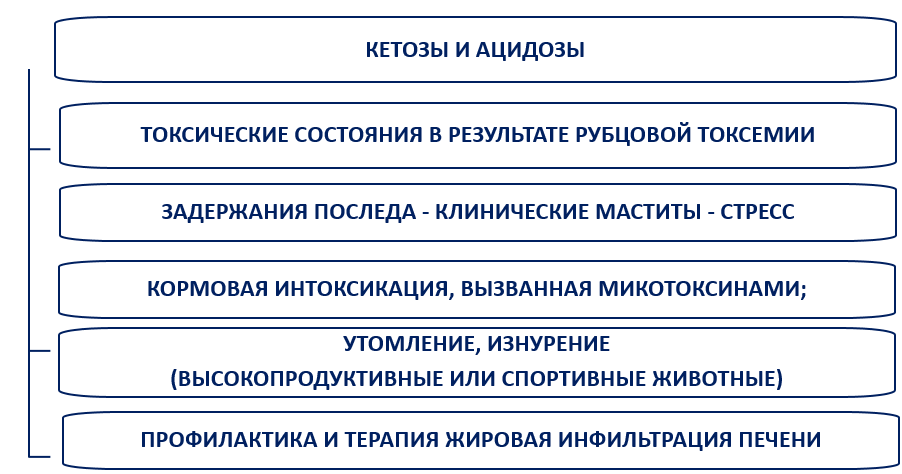 КЕТОЗЫ И АЦИДОЗЫ
ТОКСИЧЕСКИЕ СОСТОЯНИЯ В РЕЗУЛЬТАТЕ РУБЦОВОЙ ТОКСЕМИИ
ЗАДЕРЖАНИЯ ПОСЛЕДА - КЛИНИЧЕСКИЕ МАСТИТЫ - СТРЕСС
КОРМОВАЯ ИНТОКСИКАЦИЯ, ВЫЗВАННАЯ МИКОТОКСИНАМИ;
УТОМЛЕНИЕ, ИЗНУРЕНИЕ
(ВЫСОКОПРОДУКТИВНЫЕ ИЛИ СПОРТИВНЫЕ ЖИВОТНЫЕ)
ПРОФИЛАКТИКА И ТЕРАПИЯ ЖИРОВАЯ ИНФИЛЬТРАЦИЯ ПЕЧЕНИ